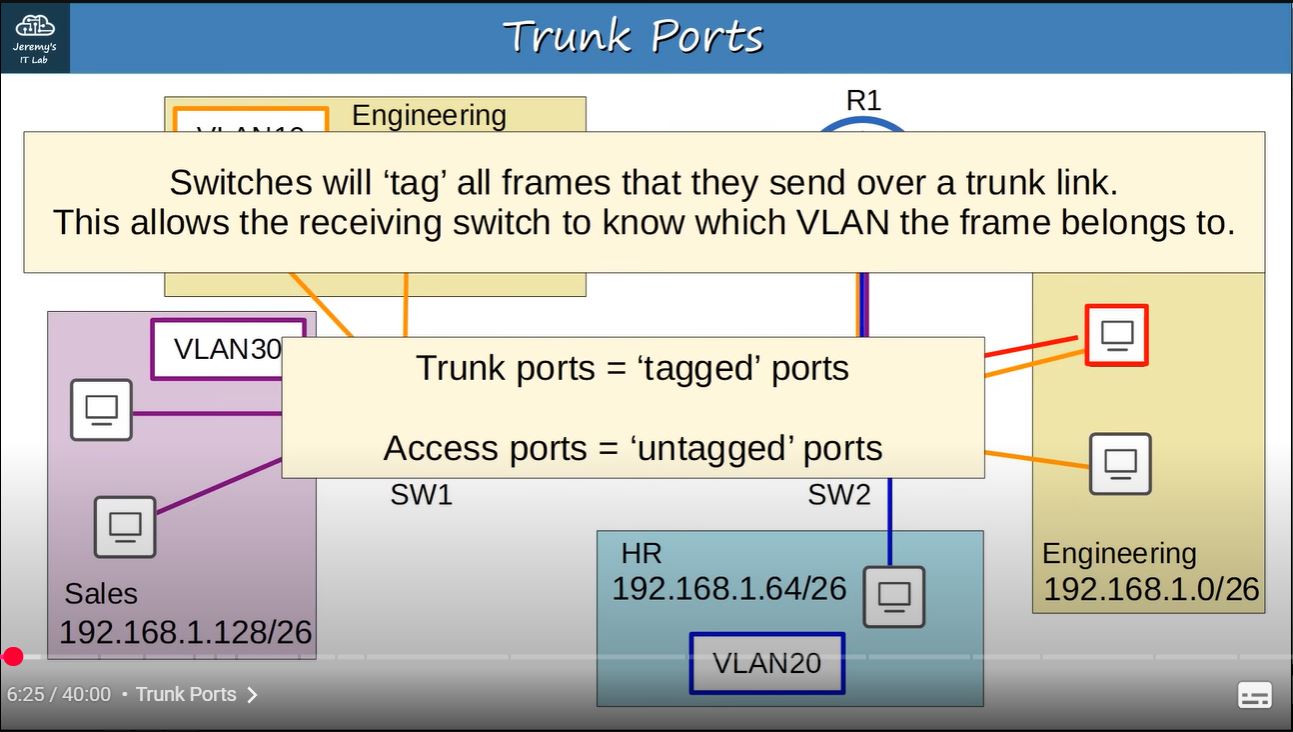 Jeremy's
IT Lab
Trunk Ports
Engineering
R1
VLAN10
Switches will ‘tag’ all frames that they send over a trunk link.
This allows the receiving switch to know which VLAN the frame belongs to.
VLAN30
Trunk ports = ‘tagged’ ports
Access ports = ‘untagged’ ports
SW1
SW2
HR
192.168.1.64/26
VLAN20
Engineering
192.168.1.0/26
Sales
192.168.1.128/26
6:25 / 40:00 • Trunk Ports